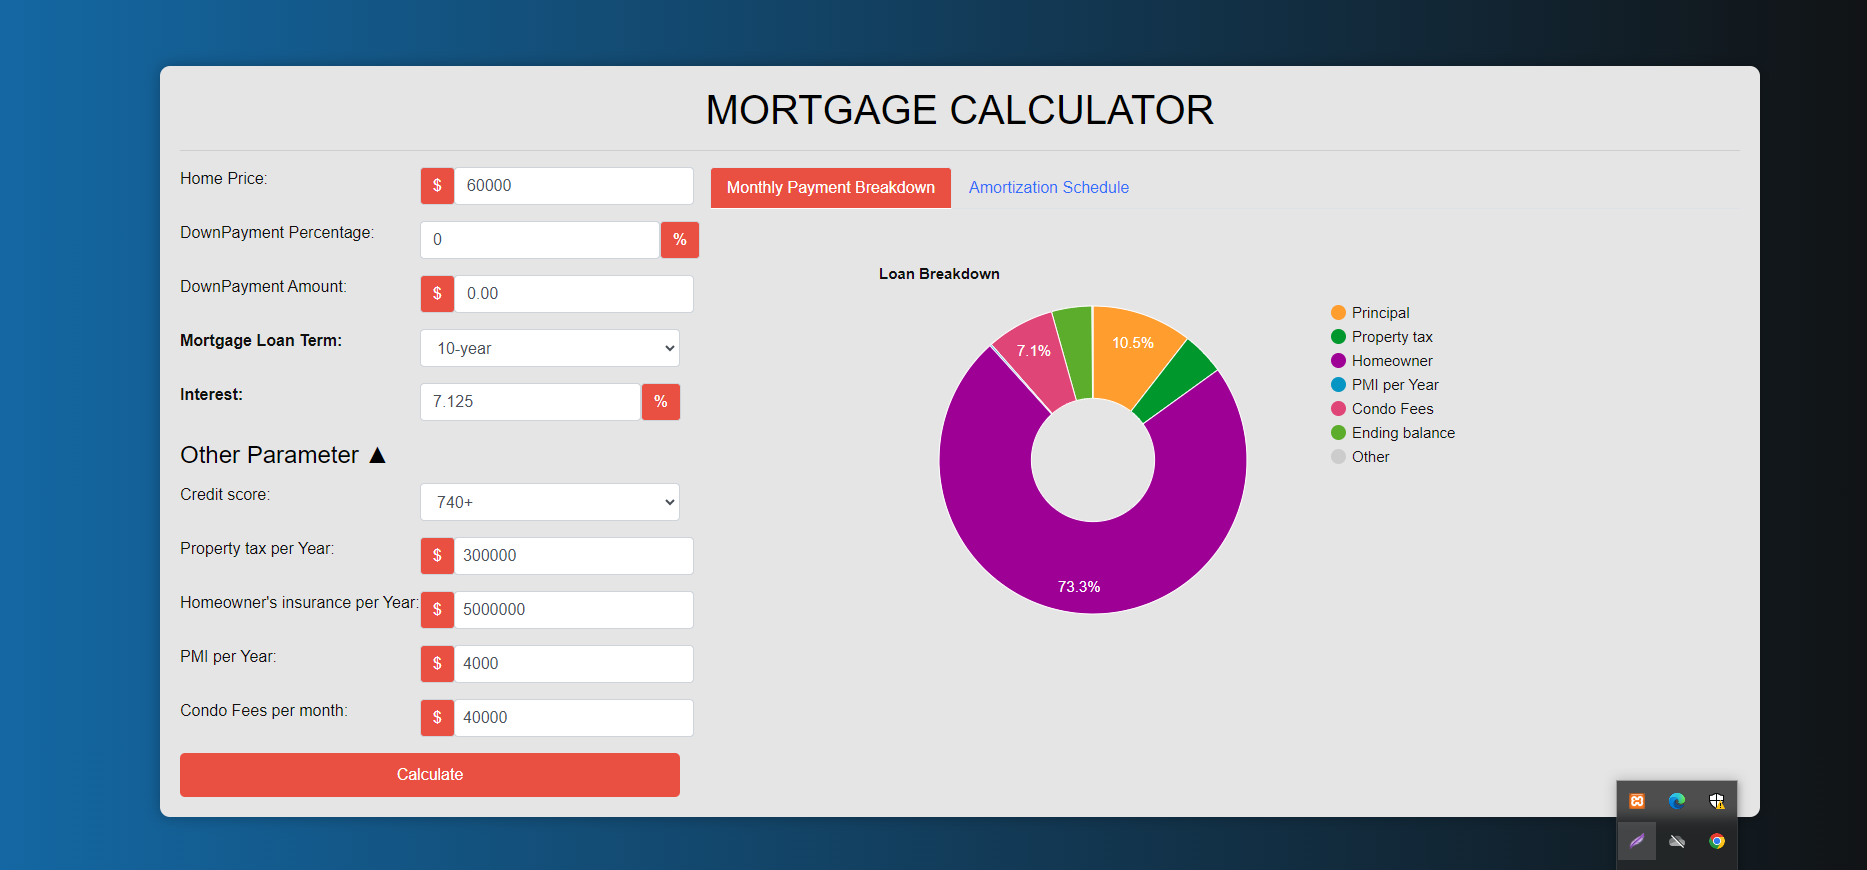 MORTGAGE CALCULATOR
Home Price:
$ 60000
DownPayment Percentage:
0 %
DownPayment Amount:
$ 0.00
Mortgage Loan Term:
10-year
Interest:
7.125 %
Other Parameter ▲
Credit score:
740+
Property tax per Year:
$ 300000
Homeowner's insurance per Year:
$ 5000000
PMI per Year:
$ 4000
Condo Fees per month:
$ 40000
Calculate
Monthly Payment Breakdown
Amortization Schedule
Loan Breakdown
10.5%
7.1%
73.3%
Principal
Property tax
Homeowner
PMI per Year
Condo Fees
Ending balance
Other